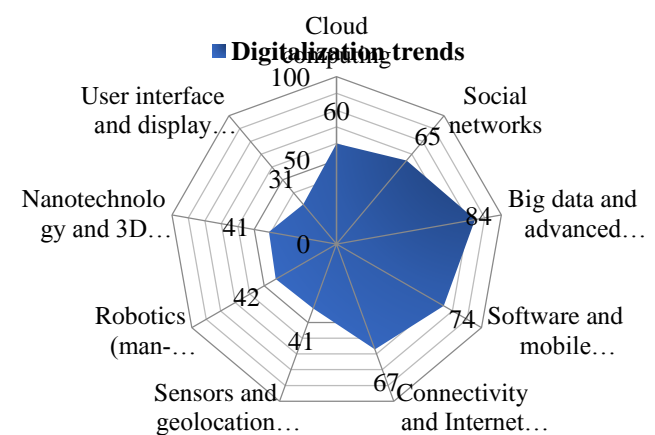 Cloud
computing
Digitalization trends
100
60
User interface
and display…
Social
networks
65
50
31
Nanotechnolo
gy and 3D…
41
0
84
Big data and
advanced…
42
74
Robotics
(man-…
Software and
mobile…
41
67
Sensors and
geolocation…
Connectivity
and Internet…